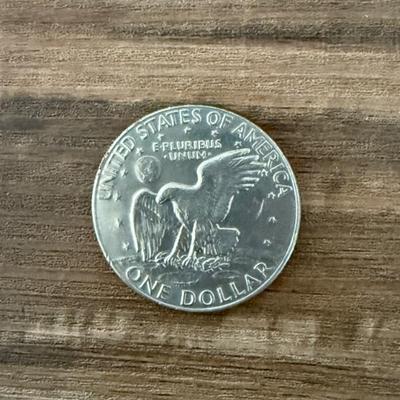 UNITED STATES OF AMERICA
E·PLURIBUS
·UNUM·
ONE DOLLAR